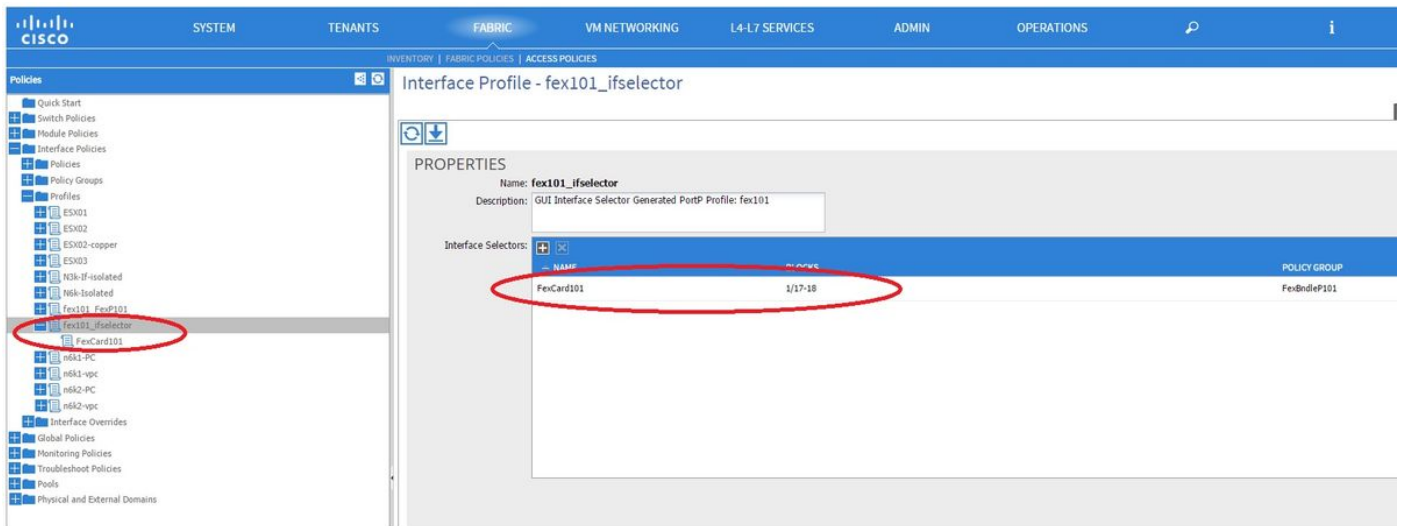 CISCO
SYSTEM TENANTS FABRIC VM NETWORKING L4-L7 SERVICES ADMIN OPERATIONS i
INVENTORY | FABRIC POLICIES | ACCESS POLICIES
Policies
Quick Start
Switch Policies
Module Policies
Interface Policies
Policies
Policy Groups
Profiles
ESX01
ESX02
ESX02-copper
ESX03
N3k-If-isolated
N6k-Isolated
fex101_FexP101
fex101_ifselector
FexCard101
n6k1-PC
n6k1-vpc
n6k2-PC
n6k2-vpc
Interface Overrides
Global Policies
Monitoring Policies
Troubleshoot Policies
Pools
Physical and External Domains
Interface Profile - fex101_ifselector
PROPERTIES
Name: fex101_ifselector
Description: GUI Interface Selector Generated PortP Profile: fex101
Interface Selectors:
NAME BLOCKS POLICY GROUP
FexCard101 1/17-18 FexBndleP101